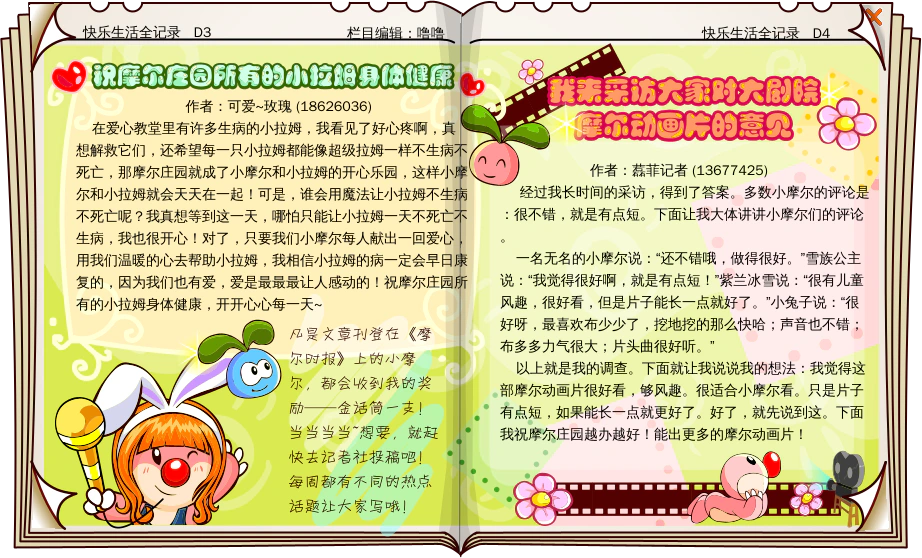 快乐生活全记录 D3
栏目编辑：噜噜
祝摩尔庄园所有的小拉姆身体健康
作者：可爱~玫瑰 (18626036)
在爱心教堂里有许多生病的小拉姆，我看见了好心疼啊，真
想解救它们，还希望每一只小拉姆都能像超级拉姆一样不生病不
死亡，那摩尔庄园就成了小摩尔和小拉姆的开心乐园，这样小摩
尔和小拉姆就会天天在一起！可是，谁会用魔法让小拉姆不生病
不死亡呢？我真想等到这一天，哪怕只能让小拉姆一天不死亡不
生病，我也很开心！对了，只要我们小摩尔每人献出一回爱心，
用我们温暖的心去帮助小拉姆，我相信小拉姆的病一定会早日康
复的，因为我们也有爱，爱是最最最让人感动的！祝摩尔庄园所
有的小拉姆身体健康，开开心心每一天~
凡是文章刊登在《摩
尔时报》上的小摩
尔，都会收到我的奖
励——金话筒一支！
当当当当~想要，就赶
快去记者社投稿吧！
每周都有不同的热点
话题让大家写哦！
快乐生活全记录 D4
我来采访大家对大剧院
摩尔动画片的意见
作者：蕌菲记者 (13677425)
经过我长时间的采访，得到了答案。多数小摩尔的评论是
：很不错，就是有点短。下面让我大体讲讲小摩尔们的评论
。
一名无名的小摩尔说：“还不错哦，做得很好。”雪族公主
说：“我觉得很好啊，就是有点短！”紫兰冰雪说：“很有儿童
风趣，很好看，但是片子能长一点就好了。”小兔子说：“很
好呀，最喜欢布少少了，挖地挖的那么快哈；声音也不错；
布多多力气很大；片头曲很好听。”
以上就是我的调查。下面就让我说说我的想法：我觉得这
部摩尔动画片很好看，够风趣。很适合小摩尔看。只是片子
有点短，如果能长一点就更好了。好了，就先说到这。下面
我祝摩尔庄园越办越好！能出更多的摩尔动画片！